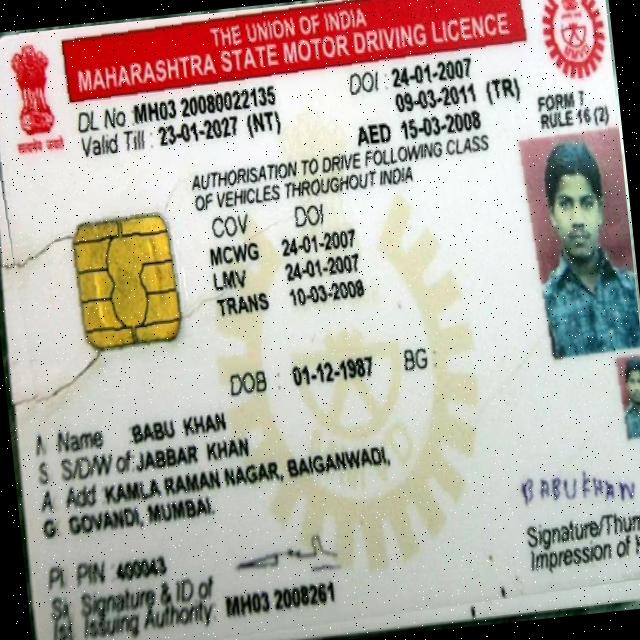 THE UNION OF INDIA
MAHARASHTRA STATE MOTOR DRIVING LICENCE
DL No MH03 20080022135
DOI : 24-01-2007
Valid Till : 23-01-2027 (NT)
09-03-2011 (TR)
FORM 7
RULE 16 (2)
AED 15-03-2008
AUTHORISATION TO DRIVE FOLLOWING CLASS
OF VEHICLES THROUGHOUT INDIA
COV DOI
MCWG 24-01-2007
LMV 24-01-2007
TRANS 10-03-2008
DOB : 01-12-1987 BG
Name BABU KHAN
S/D/W of JABBAR KHAN
Add KAMLA RAMAN NAGAR, BAIGANWADI,
GOVANDI, MUMBAI.
BABUKHAN
PIN 400043
Signature & ID of
Issuing Authority: MH03 2008261
Signature/Thum
Impression of H